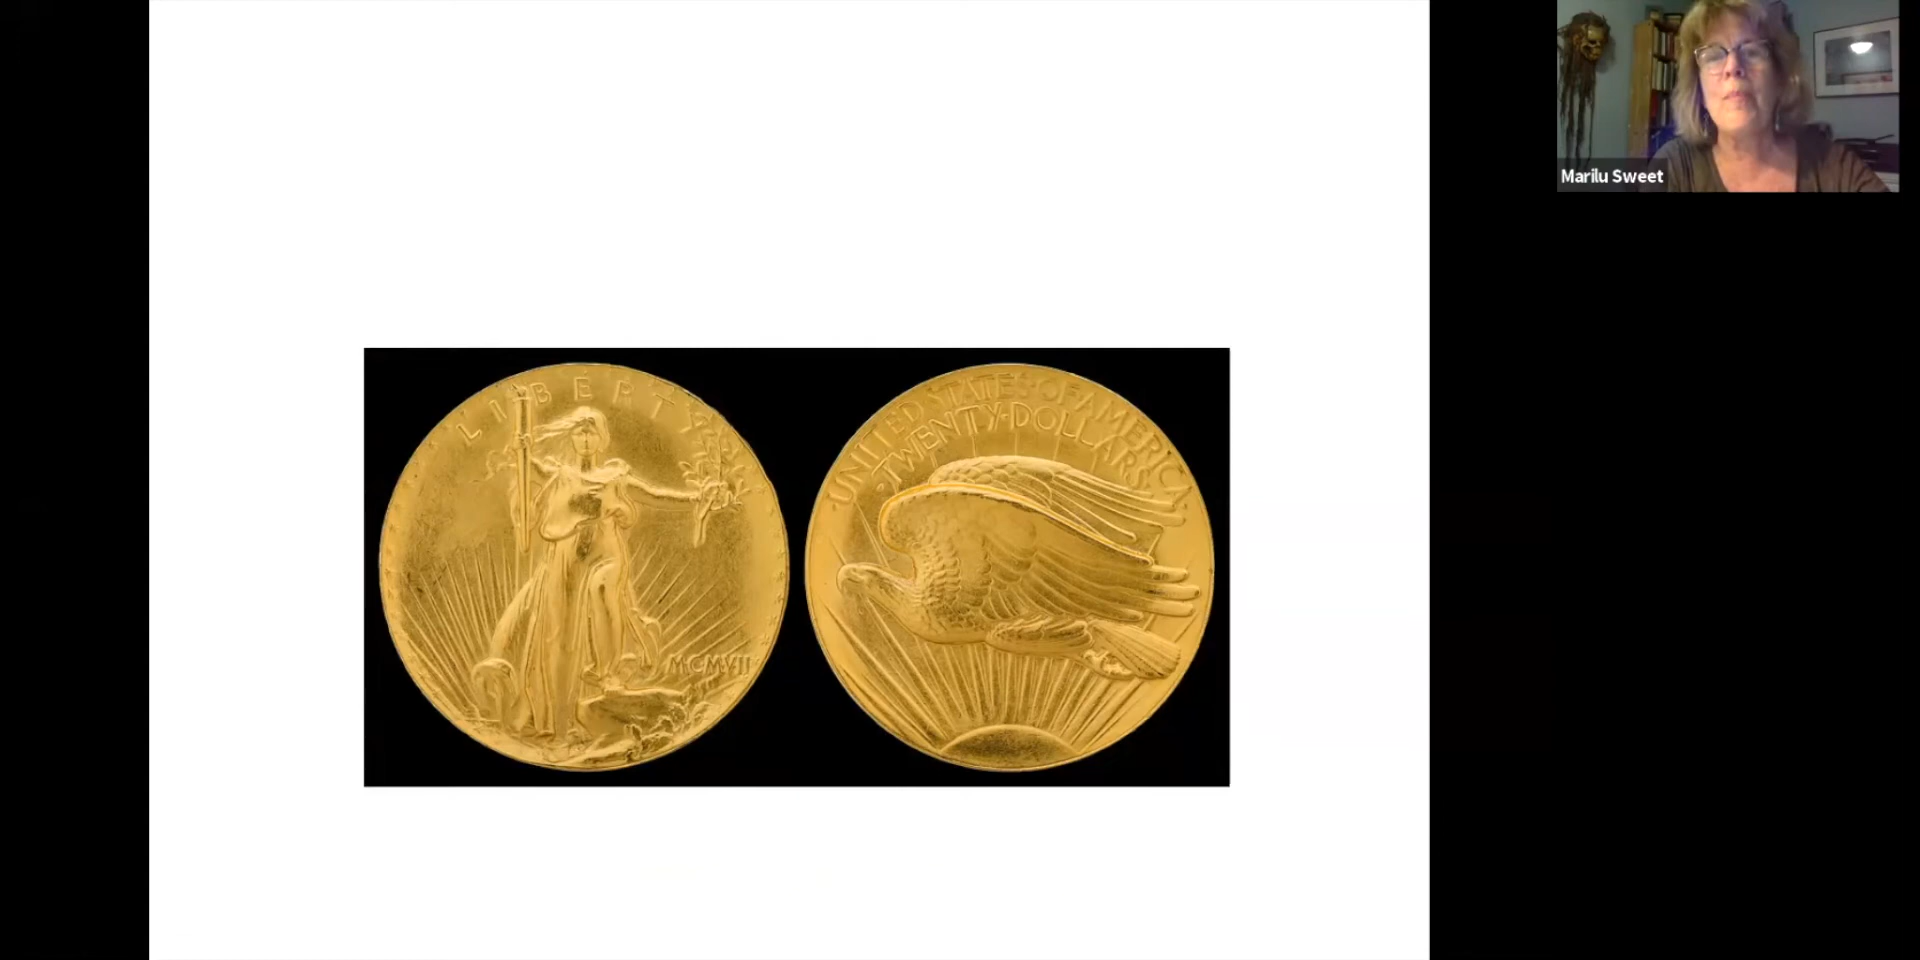 LIBERTY
MCMVII
UNITED·STATES·OF·AMERICA
·TWENTY·DOLLARS·
Marilu Sweet